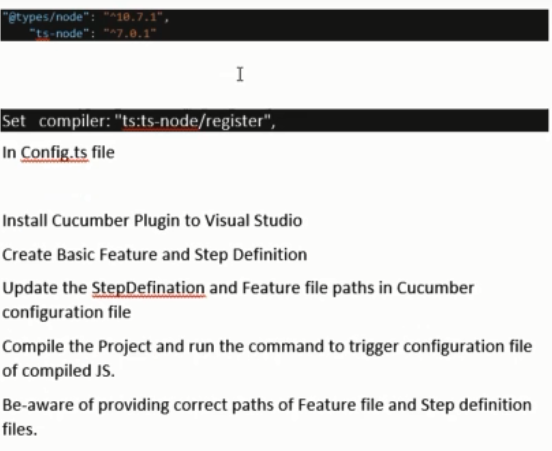 "@types/node": "^10.7.1",
"ts-node": "^7.0.1"
Set compiler: "ts:ts-node/register",
In Config.ts file
Install Cucumber Plugin to Visual Studio
Create Basic Feature and Step Definition
Update the StepDefination and Feature file paths in Cucumber
configuration file
Compile the Project and run the command to trigger configuration file
of compiled JS.
Be-aware of providing correct paths of Feature file and Step definition
files.